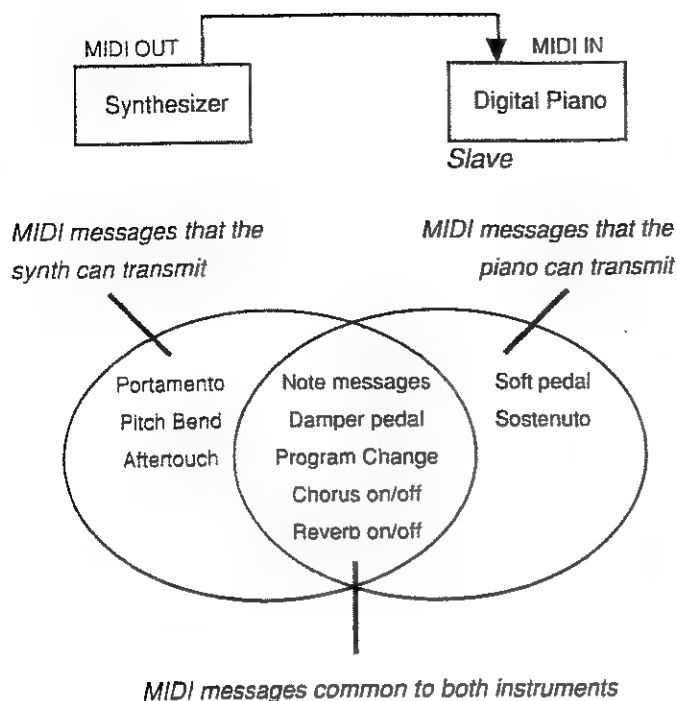 MIDI OUT
MIDI IN
Synthesizer
Digital Piano
Slave
MIDI messages that the
synth can transmit
MIDI messages that the
piano can transmit
Portamento
Pitch Bend
Aftertouch
Note messages
Damper pedal
Program Change
Chorus on/off
Reverb on/off
Soft pedal
Sostenuto
MIDI messages common to both instruments